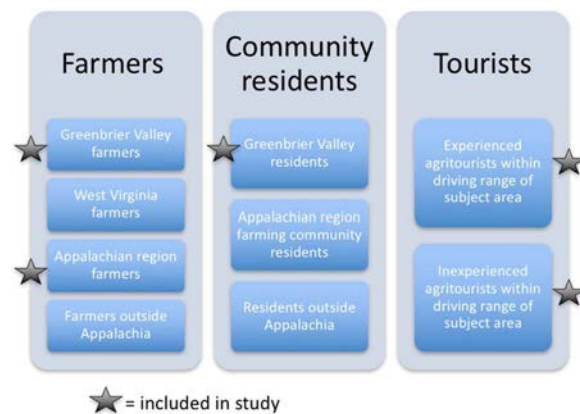 Farmers
Greenbrier Valley
farmers
West Virginia
farmers
Appalachian region
farmers
Farmers outside
Appalachia
Community
residents
Greenbrier Valley
residents
Appalachian region
farming community
residents
Residents outside
Appalachia
Tourists
Experienced
agritourists within
driving range of
subject area
Inexperienced
agritourists within
driving range of
subject area
= included in study